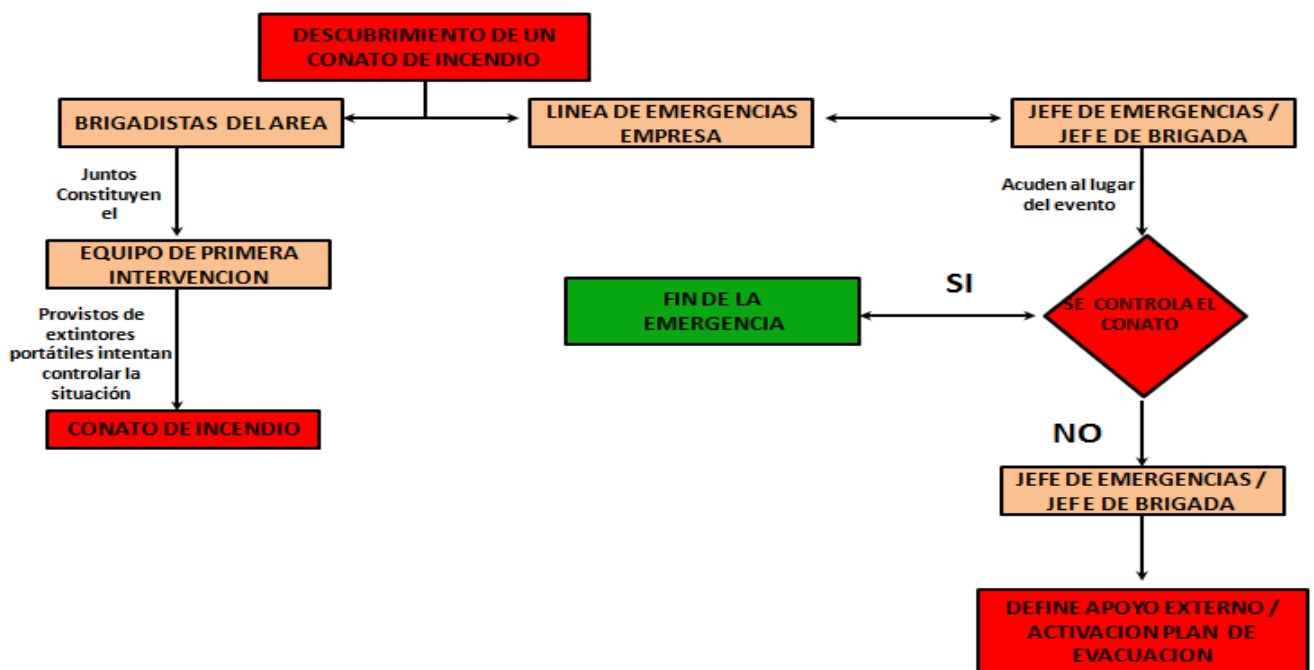 DESCUBRIMIENTO DE UN
CONATO DE INCENDIO
BRIGADISTAS DEL AREA
LINEA DE EMERGENCIAS
EMPRESA
JEFE DE EMERGENCIAS /
JEFE DE BRIGADA
Juntos
Constituyen
el
Acuden al lugar
del evento
EQUIPO DE PRIMERA
INTERVENCION
FIN DE LA
EMERGENCIA
SI
SE CONTROLA EL
CONATO
Provistos de
extintores
portátiles intentan
controlar la
situación
CONATO DE INCENDIO
NO
JEFE DE EMERGENCIAS /
JEFE DE BRIGADA
DEFINE APOYO EXTERNO /
ACTIVACION PLAN DE
EVACUACION